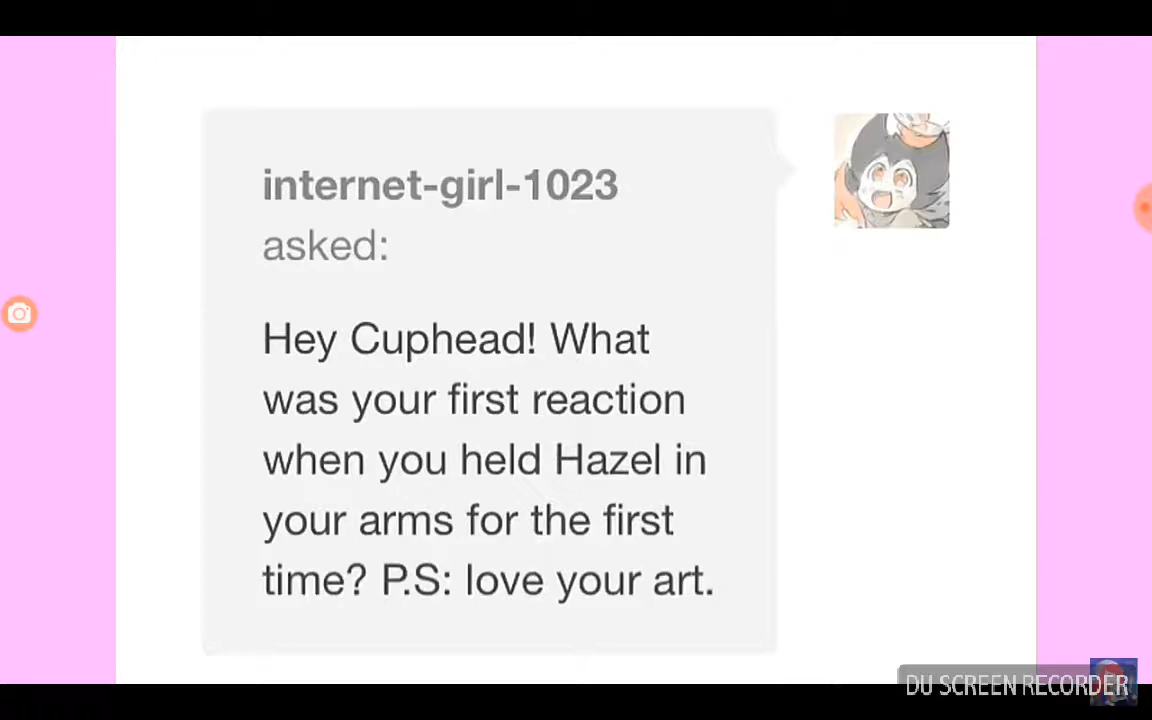 internet-girl-1023
asked:
Hey Cuphead! What
was your first reaction
when you held Hazel in
your arms for the first
time? P.S: love your art.
DU SCREEN RECORDER